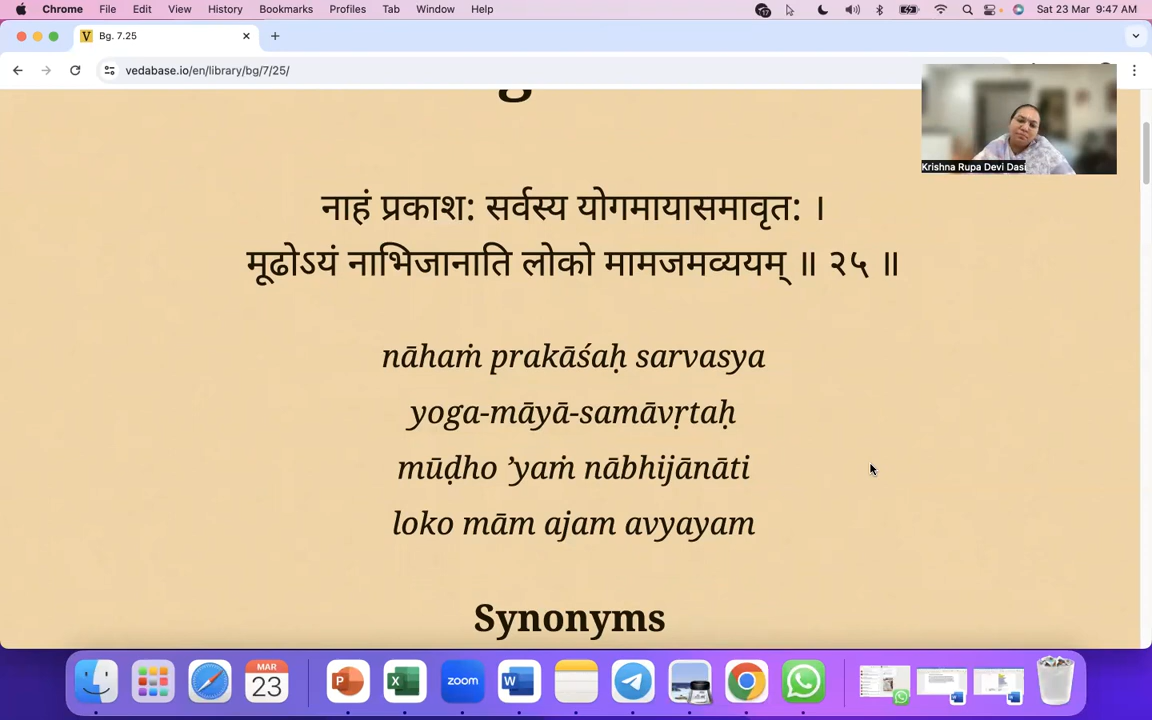 Chrome File Edit View History Bookmarks Profiles Tab Window Help Sat 23 Mar 9:47 AM
Bg. 7.25
vedabase.io/en/library/bg/7/25/
Krishna Rupa Devi Dasi
नाहं प्रकाश: सर्वस्य योगमायासमावृत: ।
मूढोऽयं नाभिजानाति लोको मामजमव्ययम् ॥ २५ ॥
nāhaṁ prakāśaḥ sarvasya
yoga-māyā-samāvṛtaḥ
mūḍho ’yaṁ nābhijānāti
loko mām ajam avyayam
Synonyms
MAR
23
zoom